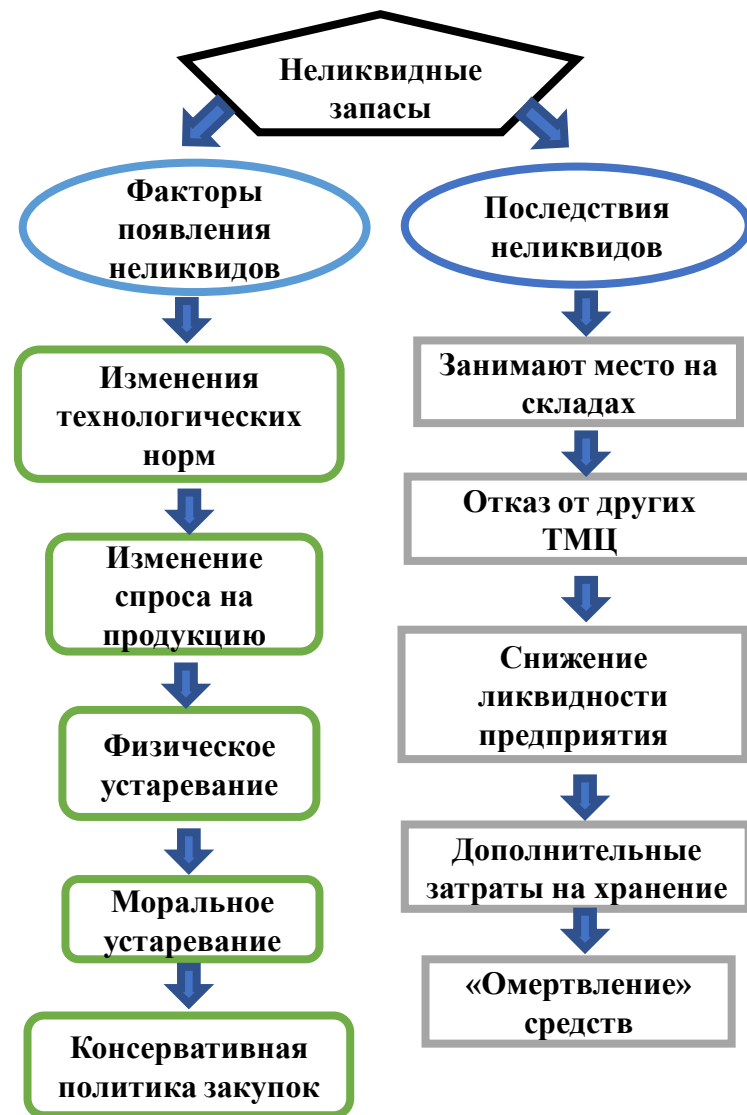 Неликвидные
запасы
Факторы
появления
неликвидов
Изменения
технологических
норм
Изменение
спроса на
продукцию
Физическое
устаревание
Моральное
устаревание
Консервативная
политика закупок
Последствия
неликвидов
Занимают место на
складах
Отказ от других
ТМЦ
Снижение
ликвидности
предприятия
Дополнительные
затраты на хранение
«Омертвление»
средств